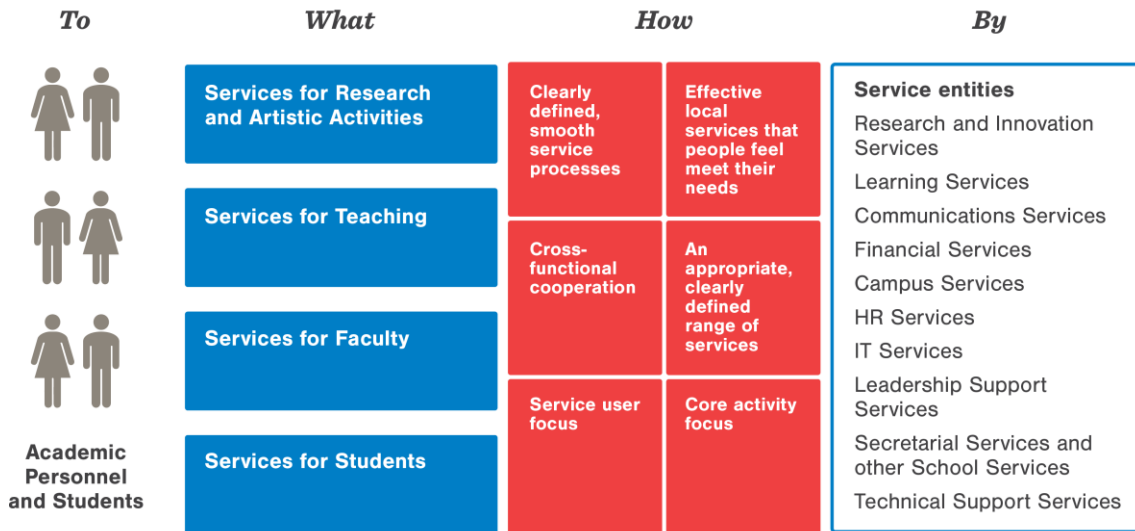 To
What
How
By
Academic
Personnel
and Students
Services for Research
and Artistic Activities
Services for Teaching
Services for Faculty
Services for Students
Clearly
defined,
smooth
service
processes
Effective
local
services that
people feel
meet their
needs
Cross-
functional
cooperation
An
appropriate,
clearly
defined
range of
services
Service user
focus
Core activity
focus
Service entities
Research and Innovation
Services
Learning Services
Communications Services
Financial Services
Campus Services
HR Services
IT Services
Leadership Support
Services
Secretarial Services and
other School Services
Technical Support Services